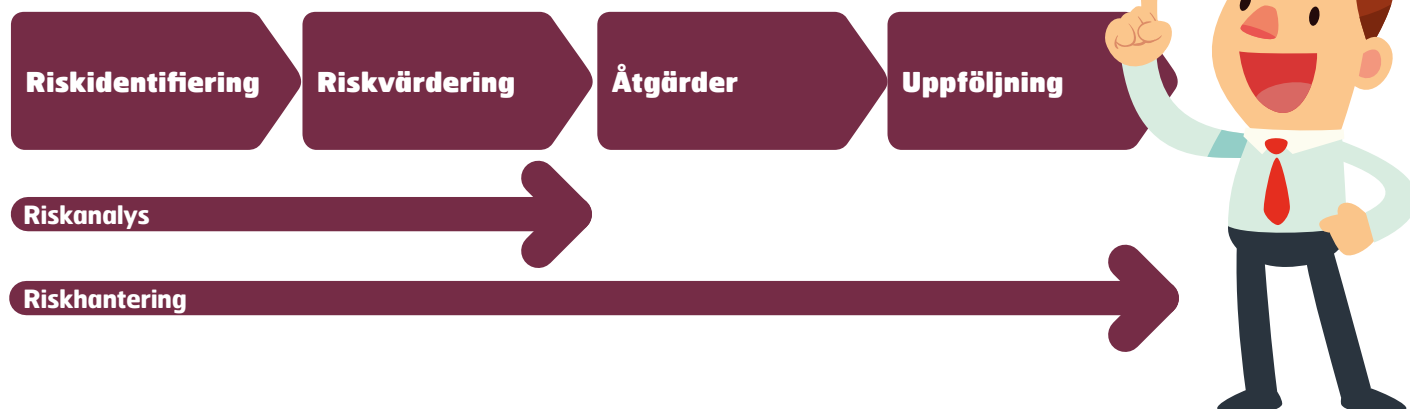 Riskidentifiering
Riskvärdering
Åtgärder
Uppföljning
Riskanalys
Riskhantering